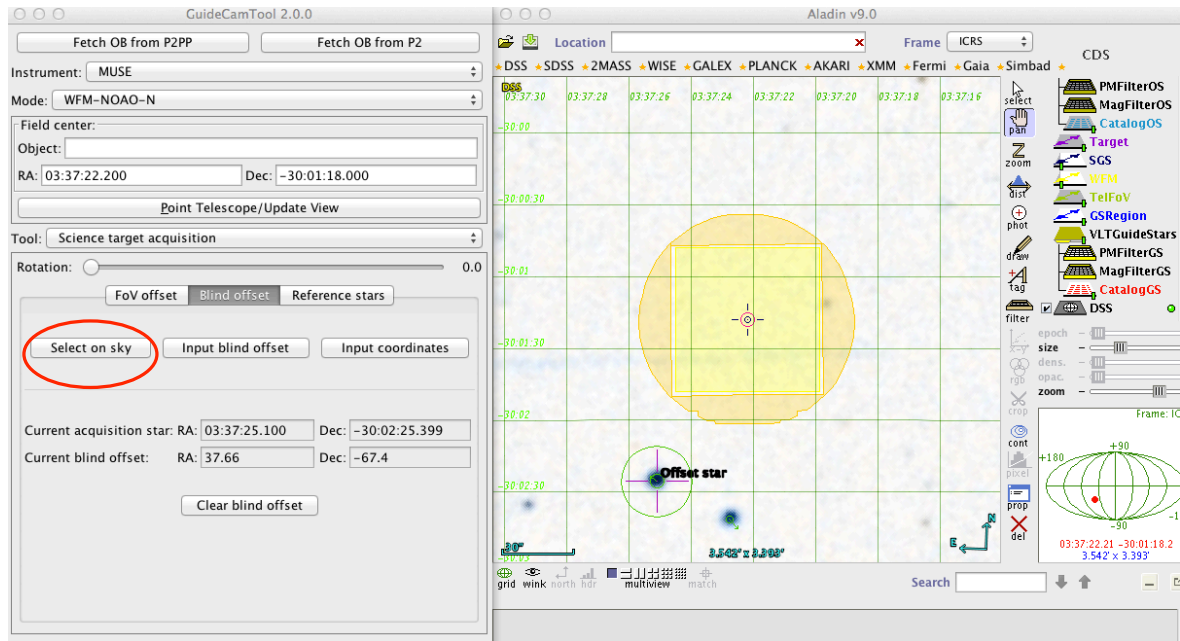 GuideCamTool 2.0.0
Fetch OB from P2PP Fetch OB from P2
Instrument: MUSE
Mode: WFM-NOAO-N
Field center:
Object:
RA: 03:37:22.200 Dec: -30:01:18.000
Point Telescope/Update View
Tool: Science target acquisition
Rotation: 0.0
FoV offset Blind offset Reference stars
Select on sky Input blind offset Input coordinates
Current acquisition star: RA: 03:37:25.100 Dec: -30:02:25.399
Current blind offset: RA: 37.66 Dec: -67.4
Clear blind offset
Aladin v9.0
Location Frame ICRS
CDS
DSS SDSS 2MASS WISE GALEX PLANCK AKARI XMM Fermi Gaia Simbad
DSS
03:37:30 03:37:28 03:37:26 03:37:24 03:37:22 03:37:20 03:37:18 03:37:16
-30:00
-30:00:30
-30:01
-30:01:30
-30:02
-30:02:30
Offset star
30"
3.542' x 3.393'
N
E
select
pan
zoom
dist
phot
draw
tag
filter
x-y
rgb
crop
cont
pixel
prop
del
PMFilterOS
MagFilterOS
CatalogOS
Target
SGS
WFM
TelFoV
GSRegion
VLTGuideStars
PMFilterGS
MagFilterGS
CatalogGS
DSS
epoch
size
dens.
opac.
zoom
Frame: IC
+90
+180
-1
-90
03:37:22.21 -30:01:18.2
3.542' x 3.393'
grid wink north hdr multiview match
Search